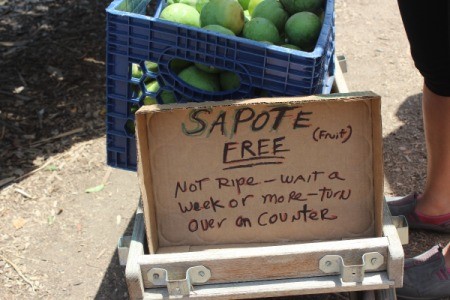 SAPOTE (Fruit)
FREE
NOT Ripe - WAIT a
week or more - TURN
over on Counter